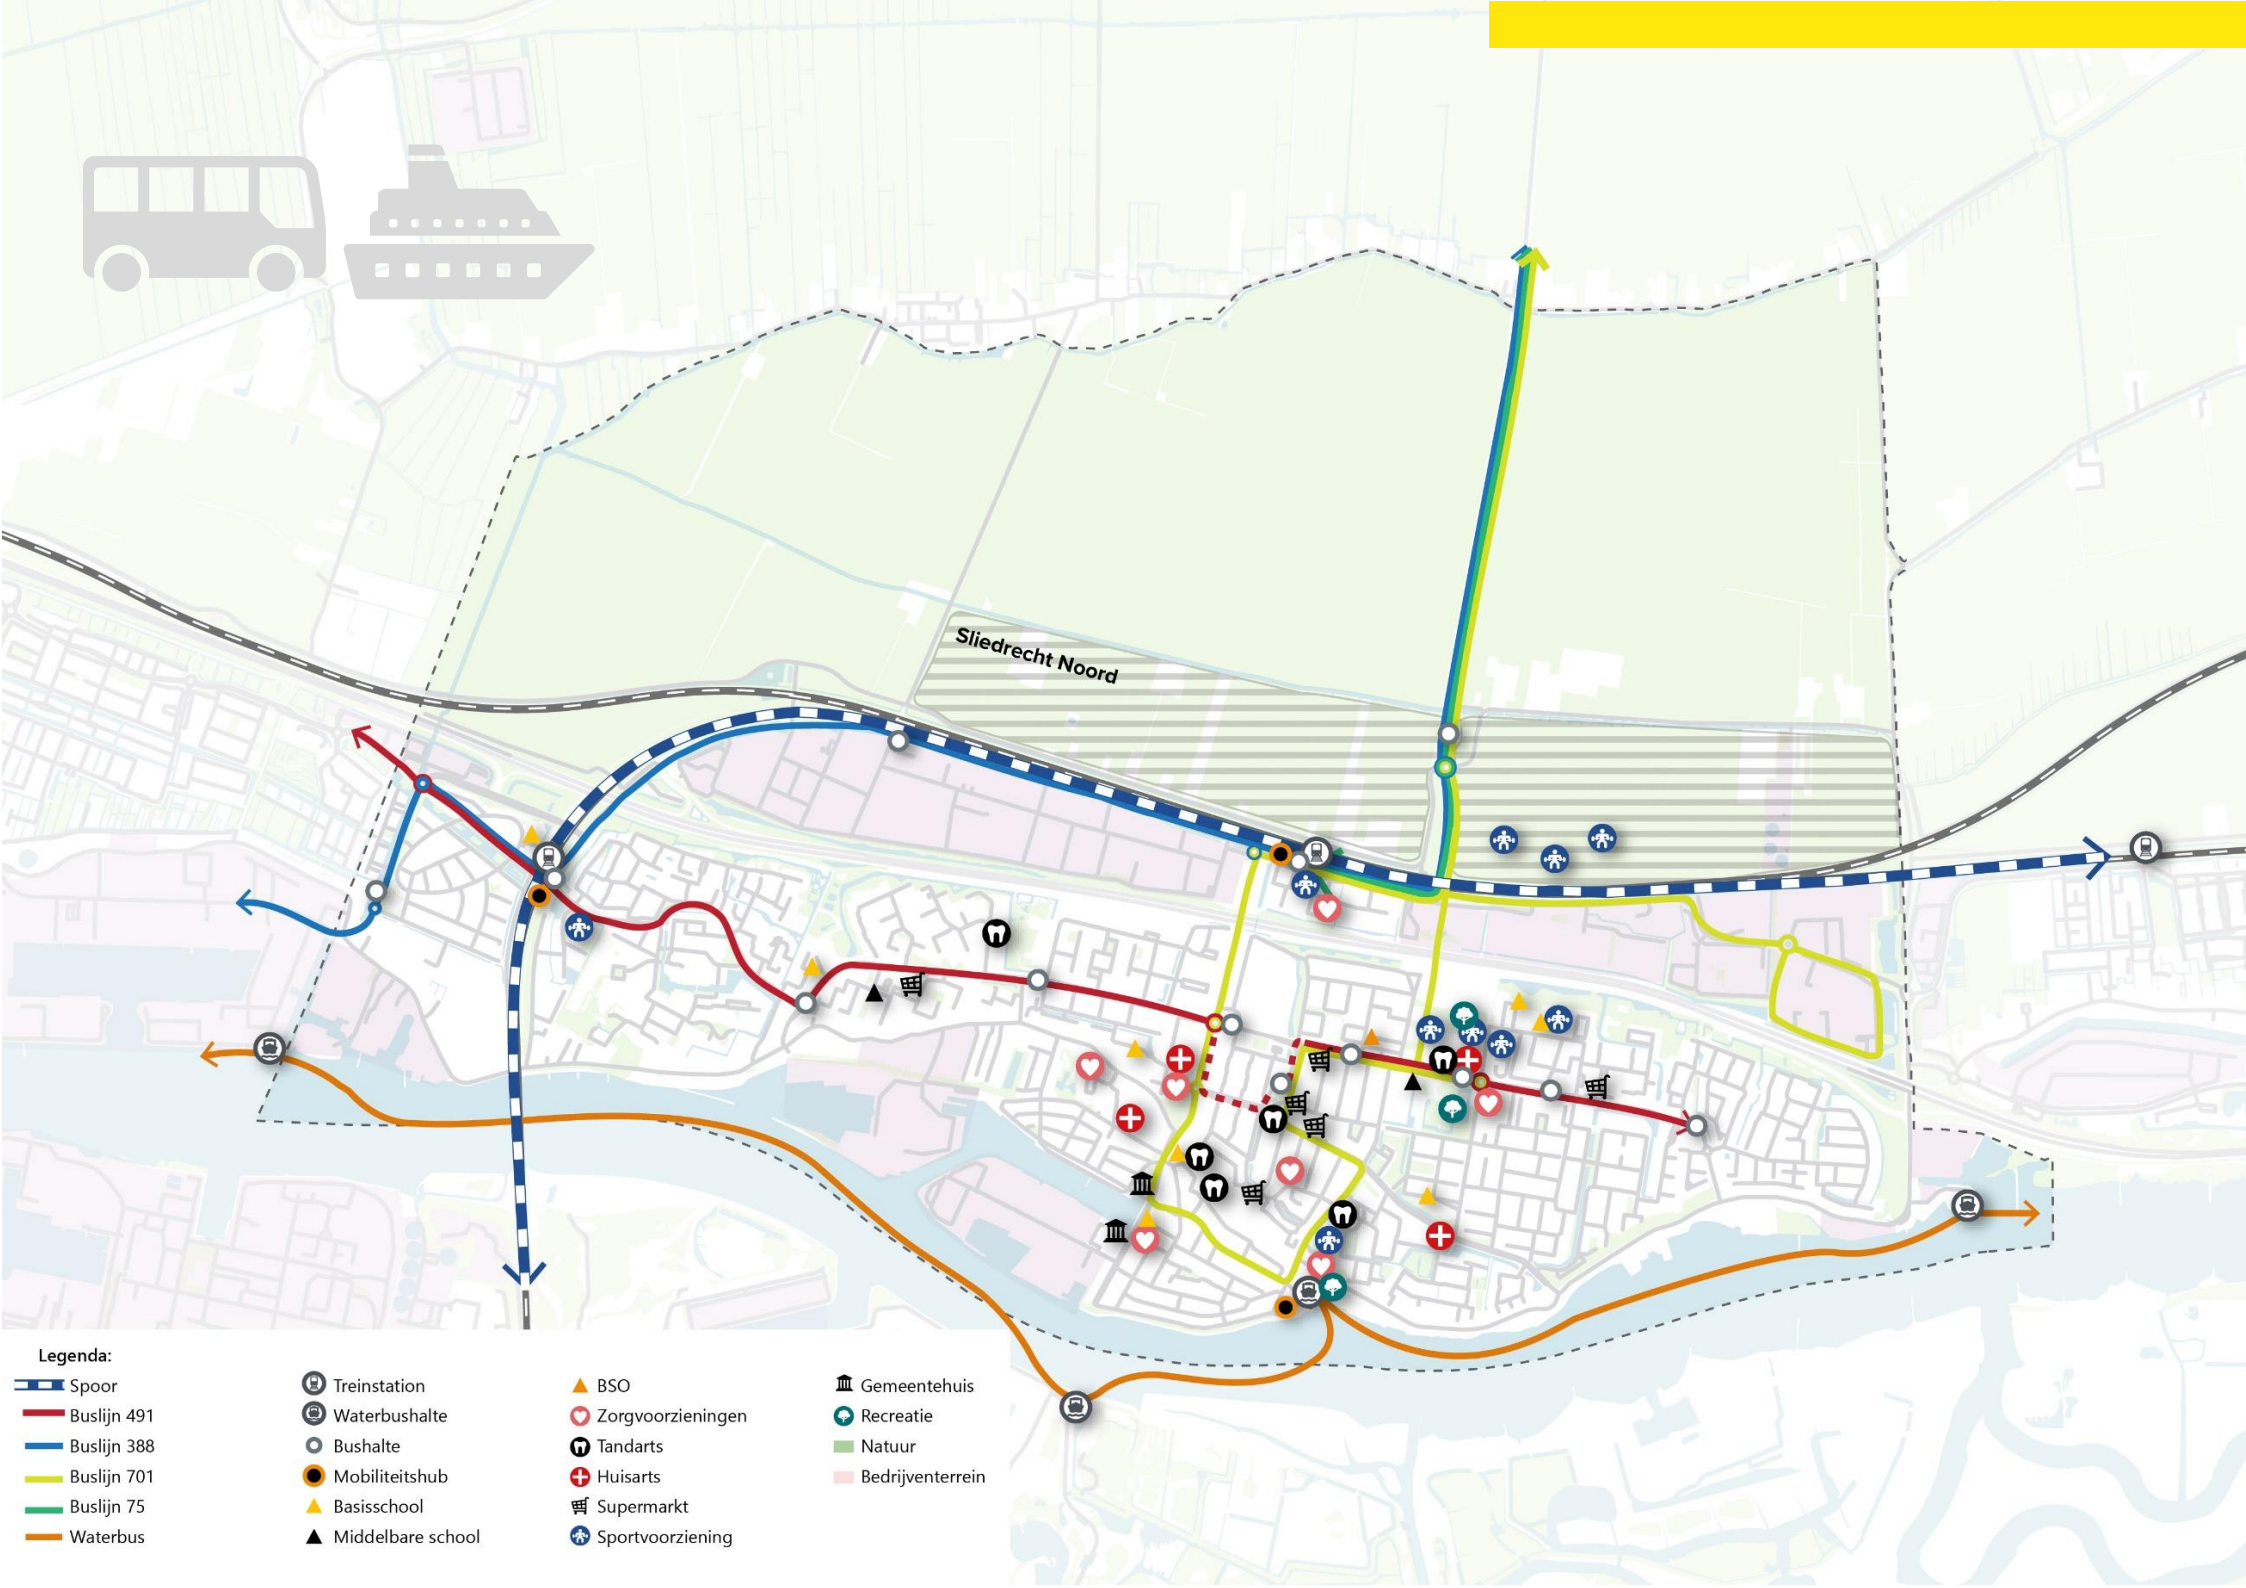 Sliedrecht Noord
Legenda:
Spoor
Buslijn 491
Buslijn 388
Buslijn 701
Buslijn 75
Waterbus
Treinstation
Waterbushalte
Bushalte
Mobiliteitshub
Basisschool
Middelbare school
BSO
Zorgvoorzieningen
Tandarts
Huisarts
Supermarkt
Sportvoorziening
Gemeentehuis
Recreatie
Natuur
Bedrijventerrein